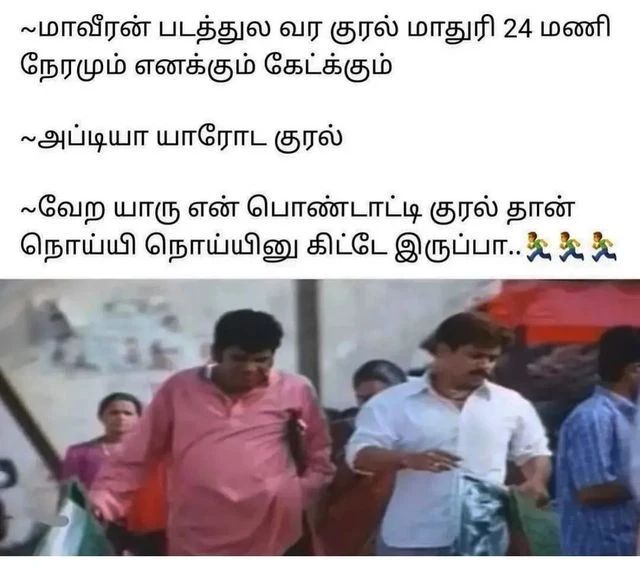 ~மாவீரன் படத்துல வர குரல் மாதுரி 24 மணி
நேரமும் எனக்கும் கேட்க்கும்
~அப்டியா யாரோட குரல்
~வேற யாரு என் பொண்டாட்டி குரல் தான்
நொய்யி நொய்யினு கிட்டே இருப்பா..🏃‍♂️🏃‍♂️🏃‍♂️